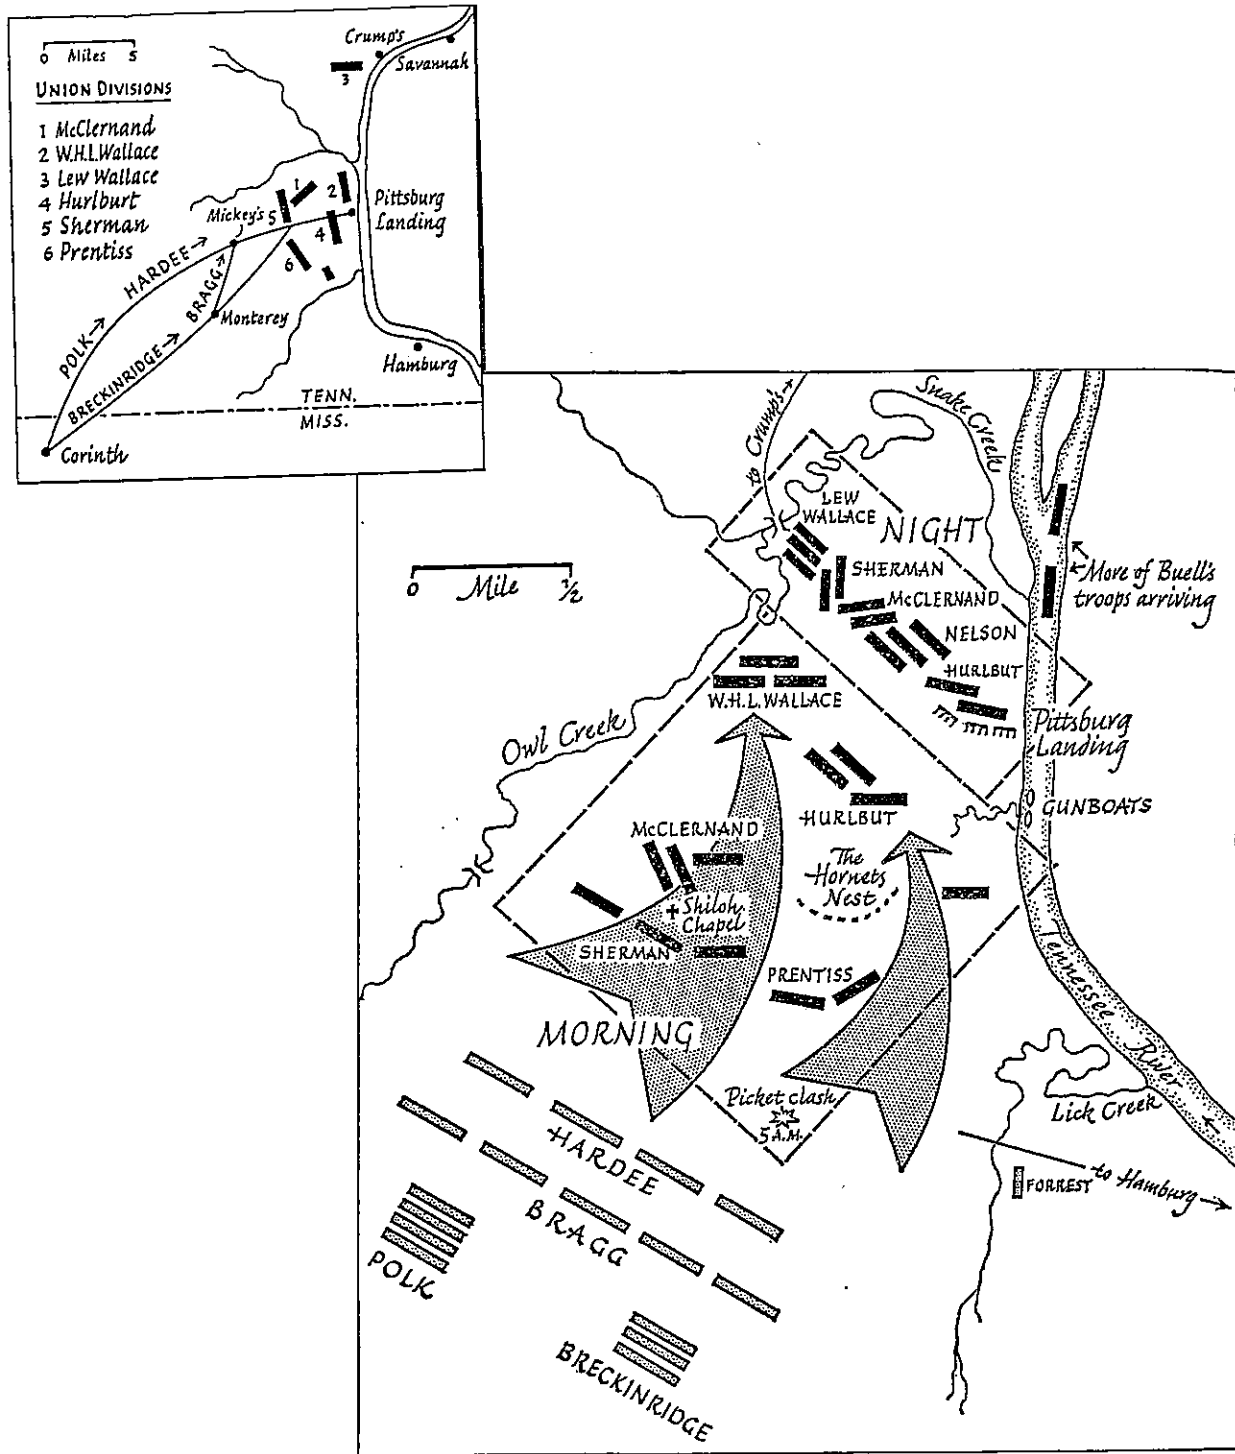 0 Miles 5
UNION DIVISIONS
1 McClernand
2 W.H.L.Wallace
3 Lew Wallace
4 Hurlburt
5 Sherman
6 Prentiss
Crump's
Savannah
3
1
2
5
4
6
Mickey's
Pittsburg
Landing
HARDEE
BRAGG
POLK
BRECKINRIDGE
Monterey
Hamburg
TENN.
MISS.
Corinth
0 Mile 1/2
to Crump's
Snake Creek
LEW
WALLACE
NIGHT
SHERMAN
McCLERNAND
NELSON
HURLBUT
More of Buell's
troops arriving
Pittsburg
Landing
GUNBOATS
W.H.L. WALLACE
Owl Creek
HURLBUT
McCLERNAND
The
Hornets
Nest
Shiloh
Chapel
SHERMAN
PRENTISS
MORNING
Tennessee River
Picket clash
5 A.M.
Lick Creek
to Hamburg
FORREST
HARDEE
BRAGG
POLK
BRECKINRIDGE